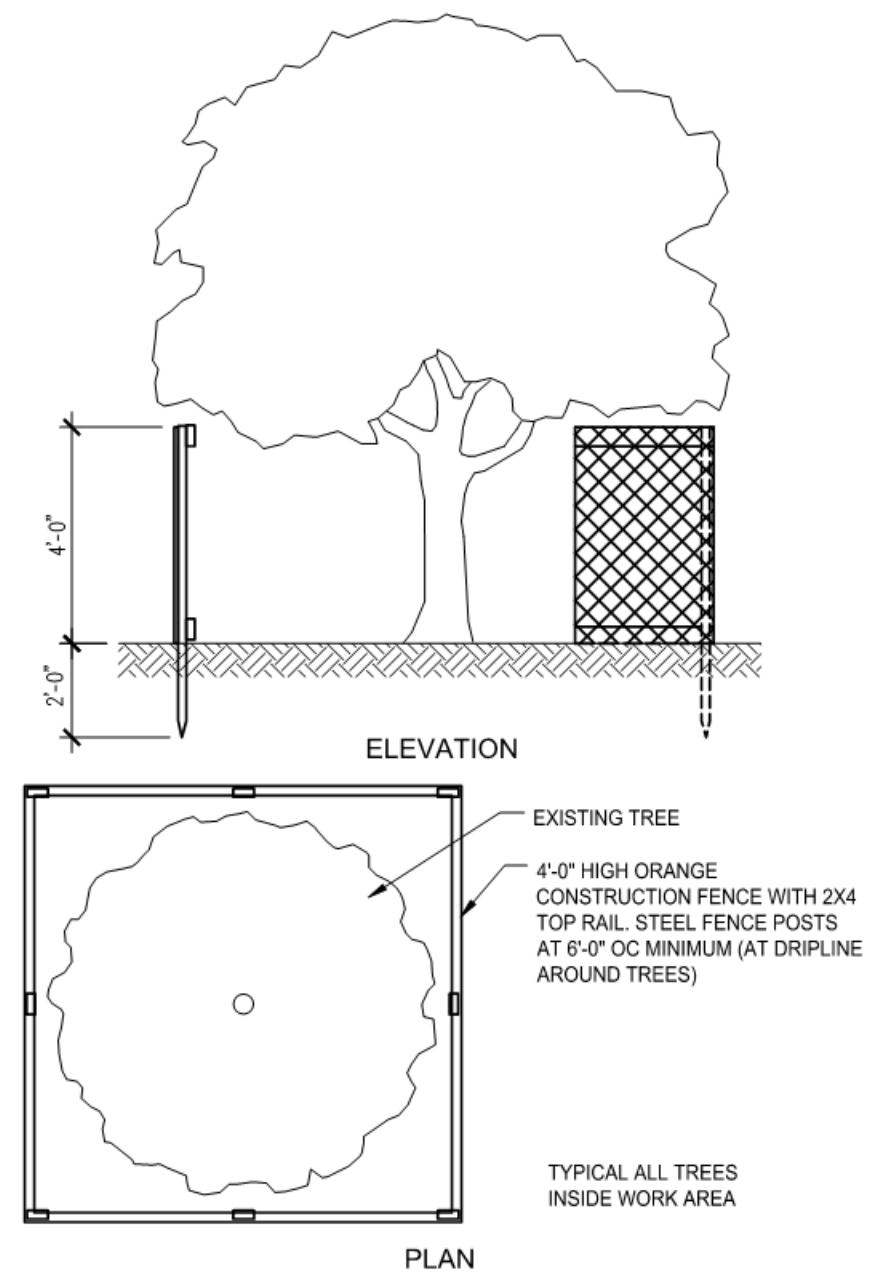 4'-0"
2'-0"
ELEVATION
EXISTING TREE
4'-0" HIGH ORANGE
CONSTRUCTION FENCE WITH 2X4
TOP RAIL. STEEL FENCE POSTS
AT 6'-0" OC MINIMUM (AT DRIPLINE
AROUND TREES)
TYPICAL ALL TREES
INSIDE WORK AREA
PLAN